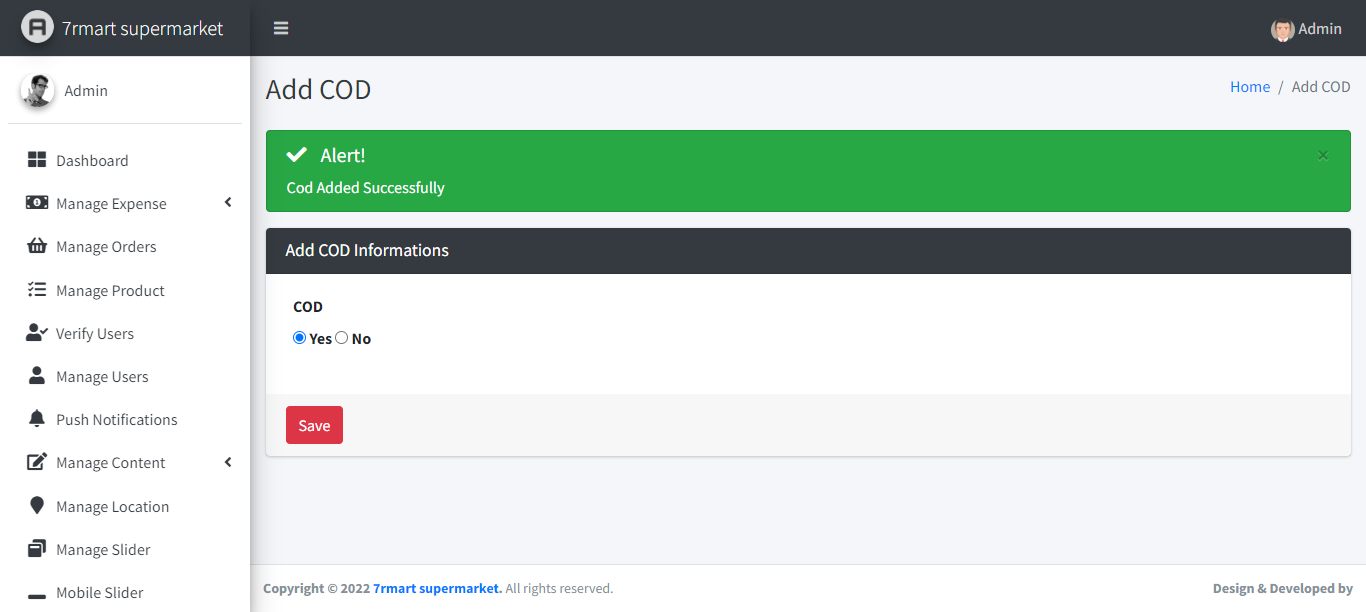 7rmart supermarket
Admin
Admin
Add COD
Home / Add COD
Dashboard
Manage Expense
Manage Orders
Manage Product
Verify Users
Manage Users
Push Notifications
Manage Content
Manage Location
Manage Slider
Mobile Slider
Alert!
×
Cod Added Successfully
Add COD Informations
COD
Yes No
Save
Copyright © 2022 7rmart supermarket. All rights reserved.
Design & Developed by